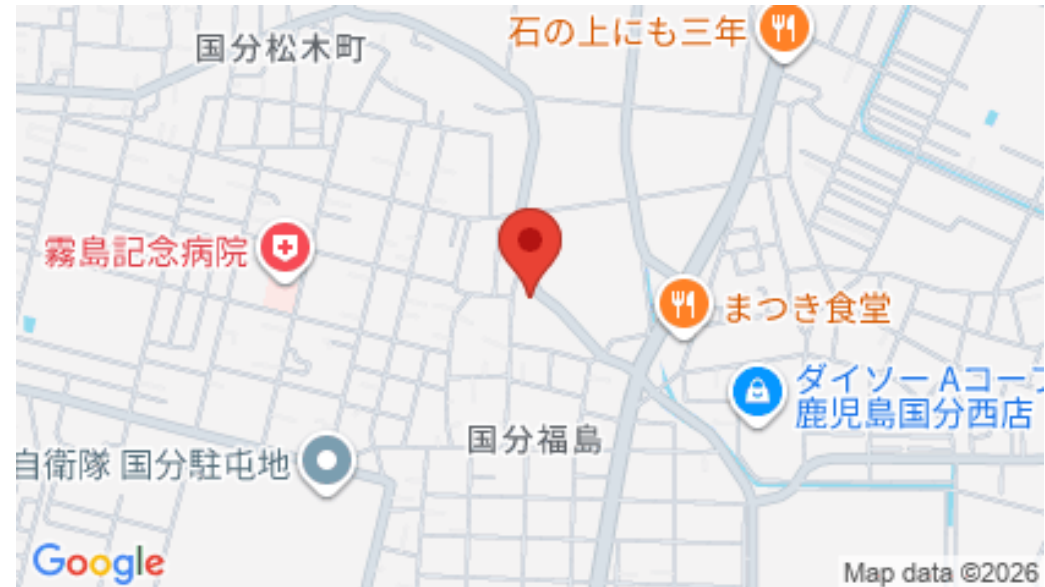 石の上にも三年
国分松木町
霧島記念病院
まつき食堂
ダイソー Aコープ
鹿児島国分西店
国分福島
自衛隊 国分駐屯地
Google
Map data ©2026